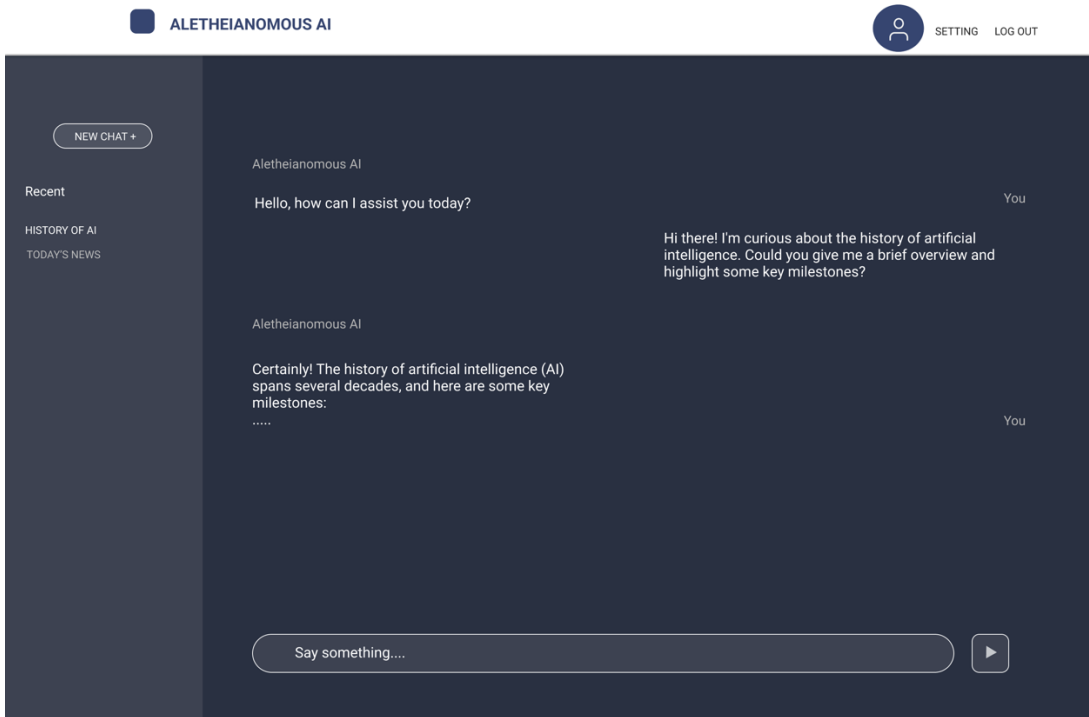 ALETHEIANOMOUS AI
SETTING LOG OUT
NEW CHAT +
Recent
HISTORY OF AI
TODAY'S NEWS
Aletheianomous AI
Hello, how can I assist you today?
You
Hi there! I'm curious about the history of artificial
intelligence. Could you give me a brief overview and
highlight some key milestones?
Aletheianomous AI
Certainly! The history of artificial intelligence (AI)
spans several decades, and here are some key
milestones:
.....
You
Say something....